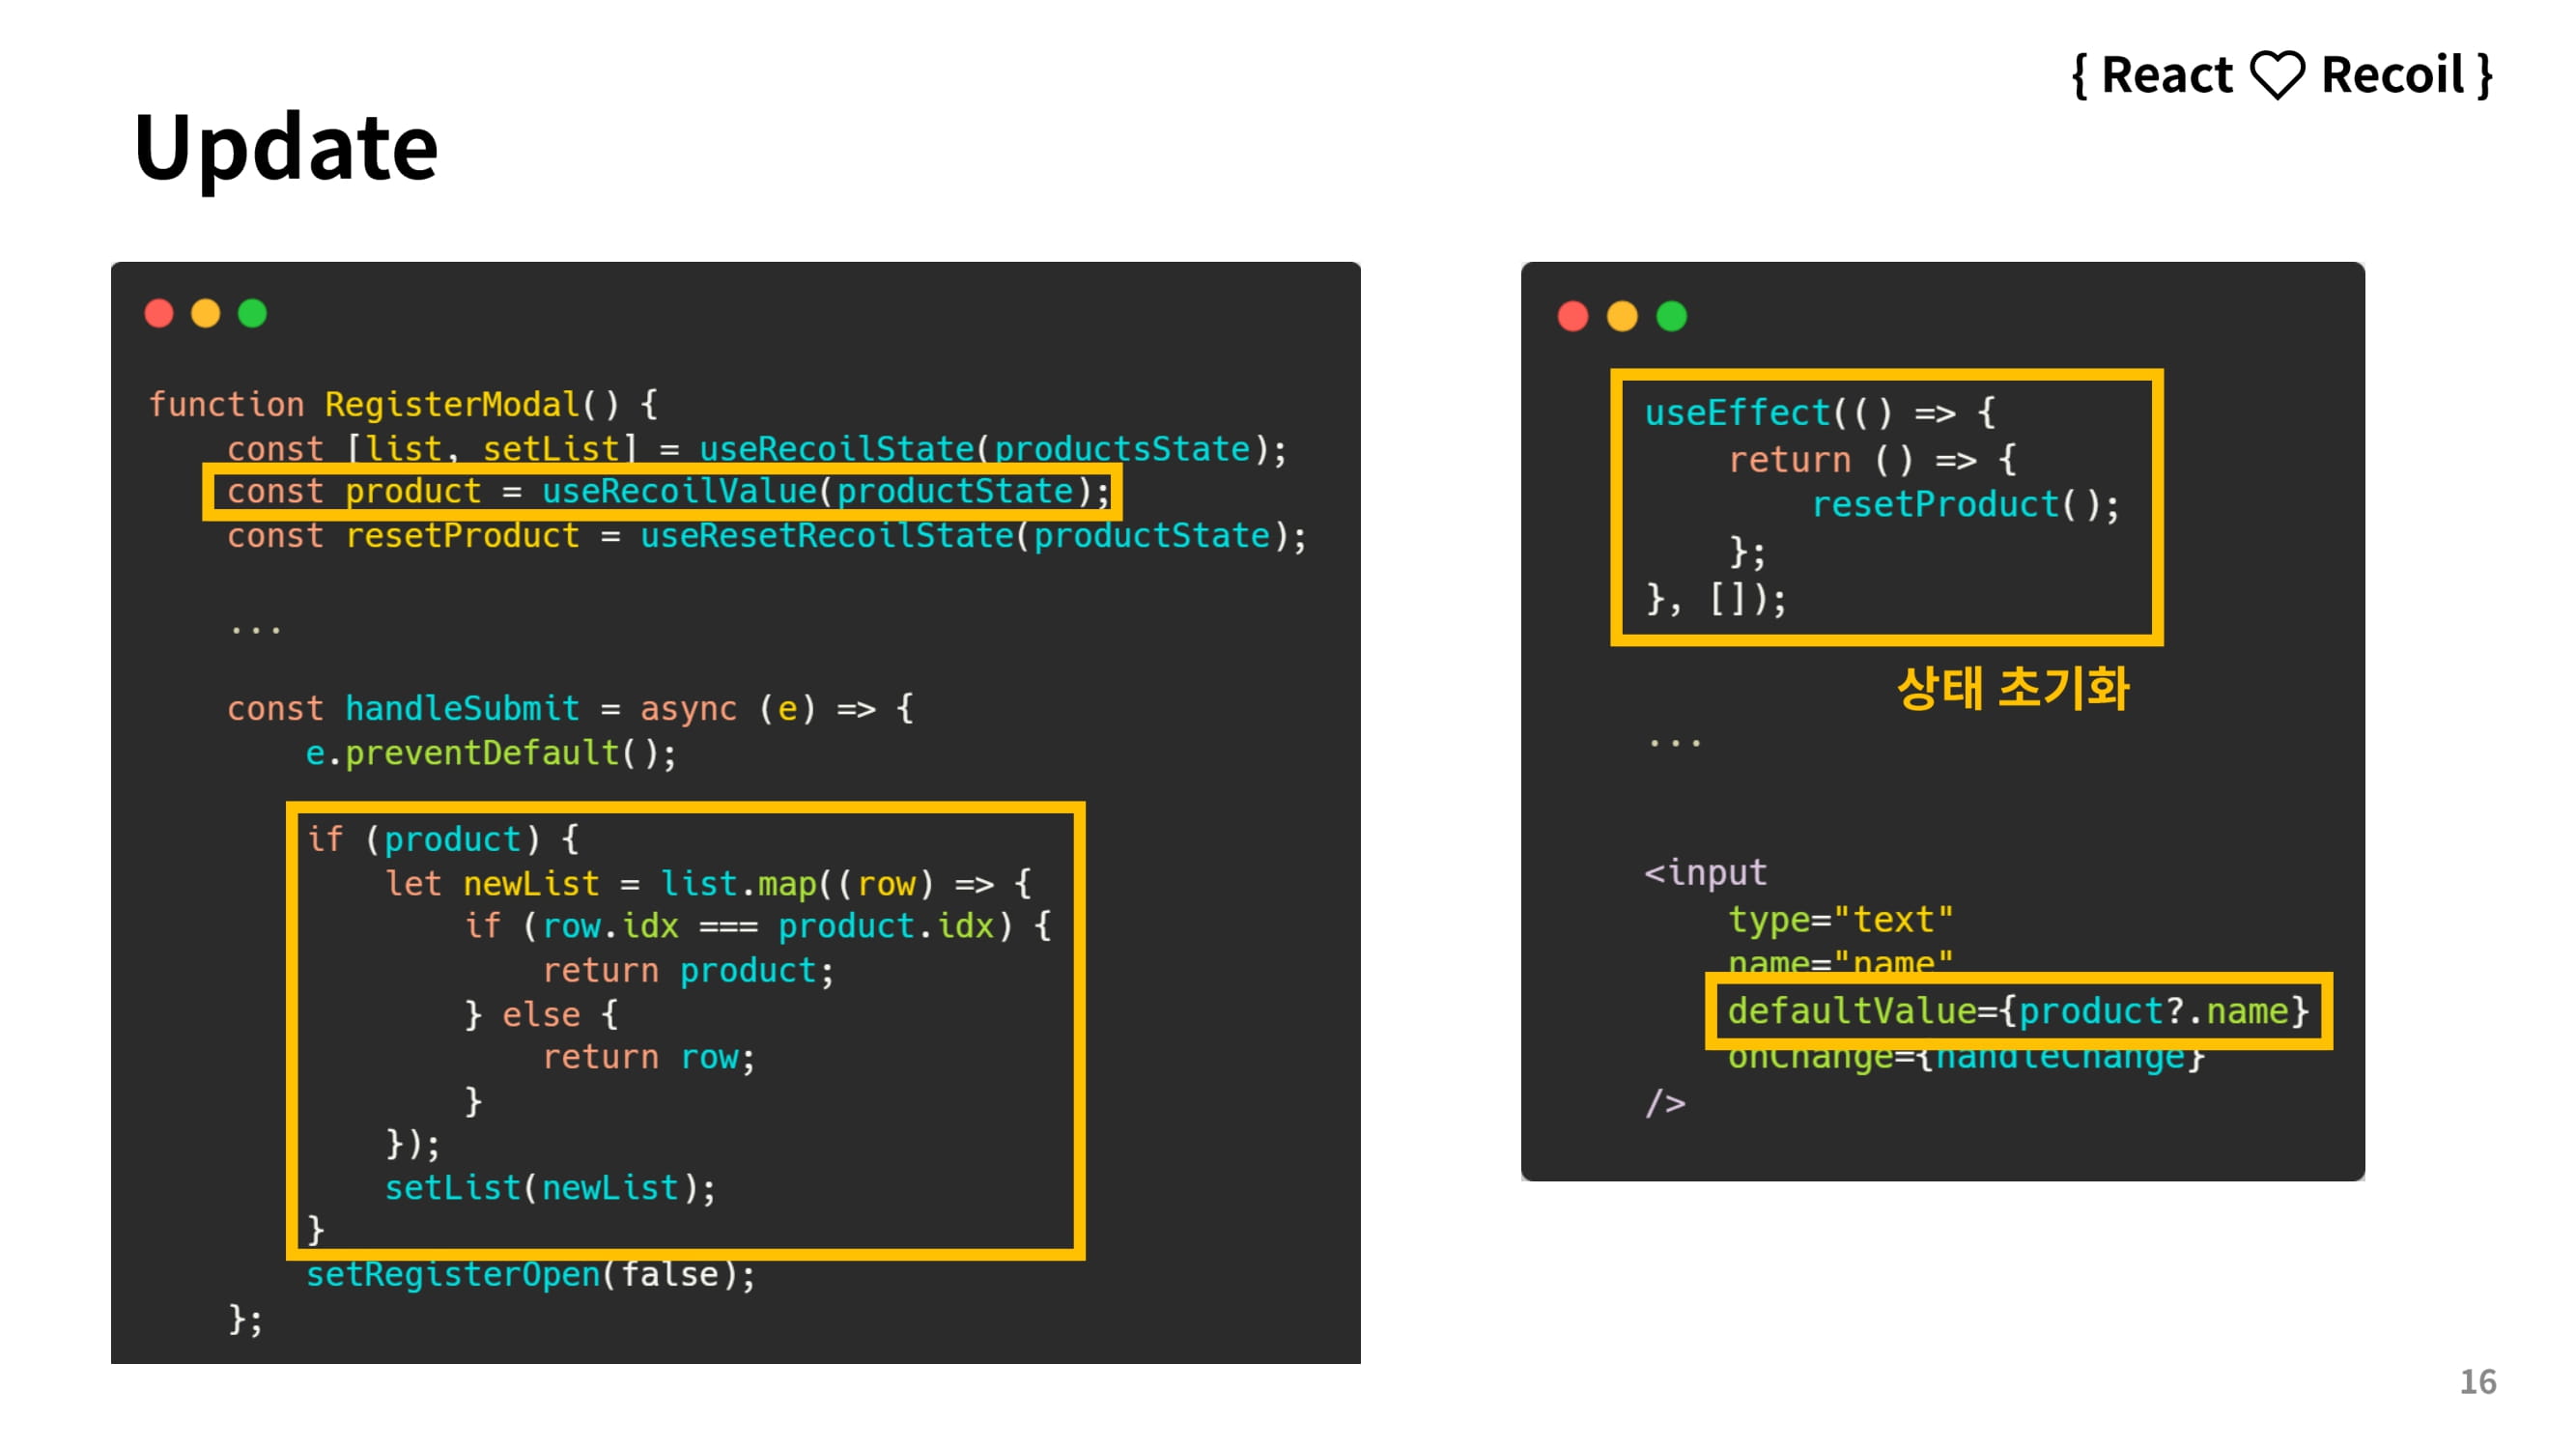 { React ♡ Recoil }
Update
function RegisterModal() {
const [list, setList] = useRecoilState(productsState);
const product = useRecoilValue(productState);
const resetProduct = useResetRecoilState(productState);
...
const handleSubmit = async (e) => {
e.preventDefault();
if (product) {
let newList = list.map((row) => {
if (row.idx === product.idx) {
return product;
} else {
return row;
}
});
setList(newList);
}
setRegisterOpen(false);
};
useEffect(() => {
return () => {
resetProduct();
};
}, []);
상태 초기화
...
<input
type="text"
name="name"
defaultValue={product?.name}
onChange={handleChange}
/>
16